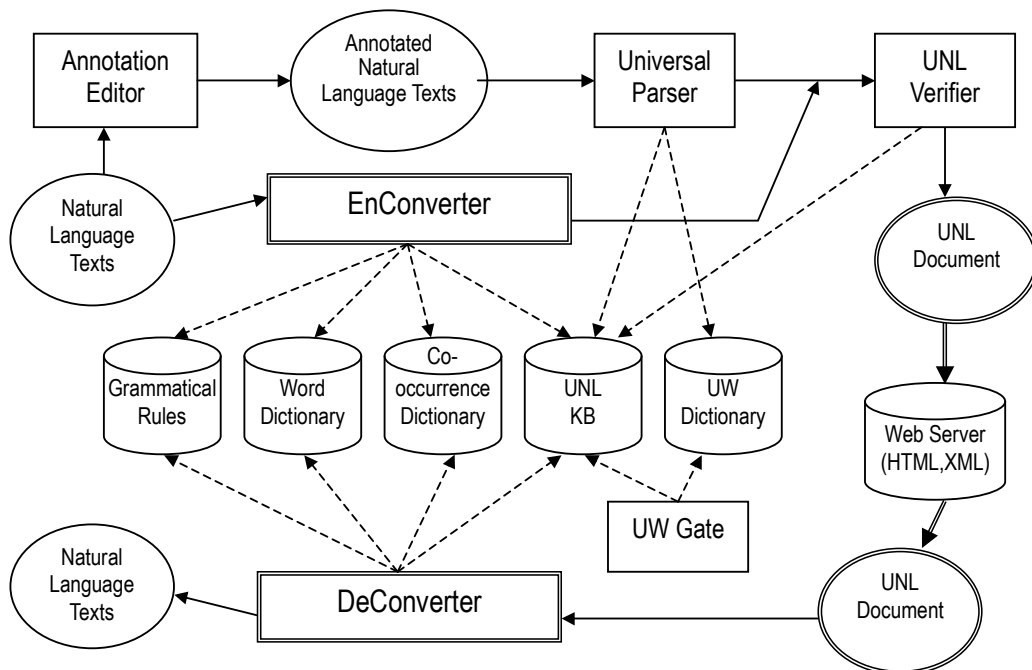 Annotation
Editor
Annotated
Natural
Language Texts
Universal
Parser
UNL
Verifier
Natural
Language
Texts
EnConverter
UNL
Document
Grammatical
Rules
Word
Dictionary
Co-
occurrence
Dictionary
UNL
KB
UW
Dictionary
Web Server
(HTML,XML)
UW Gate
Natural
Language
Texts
DeConverter
UNL
Document